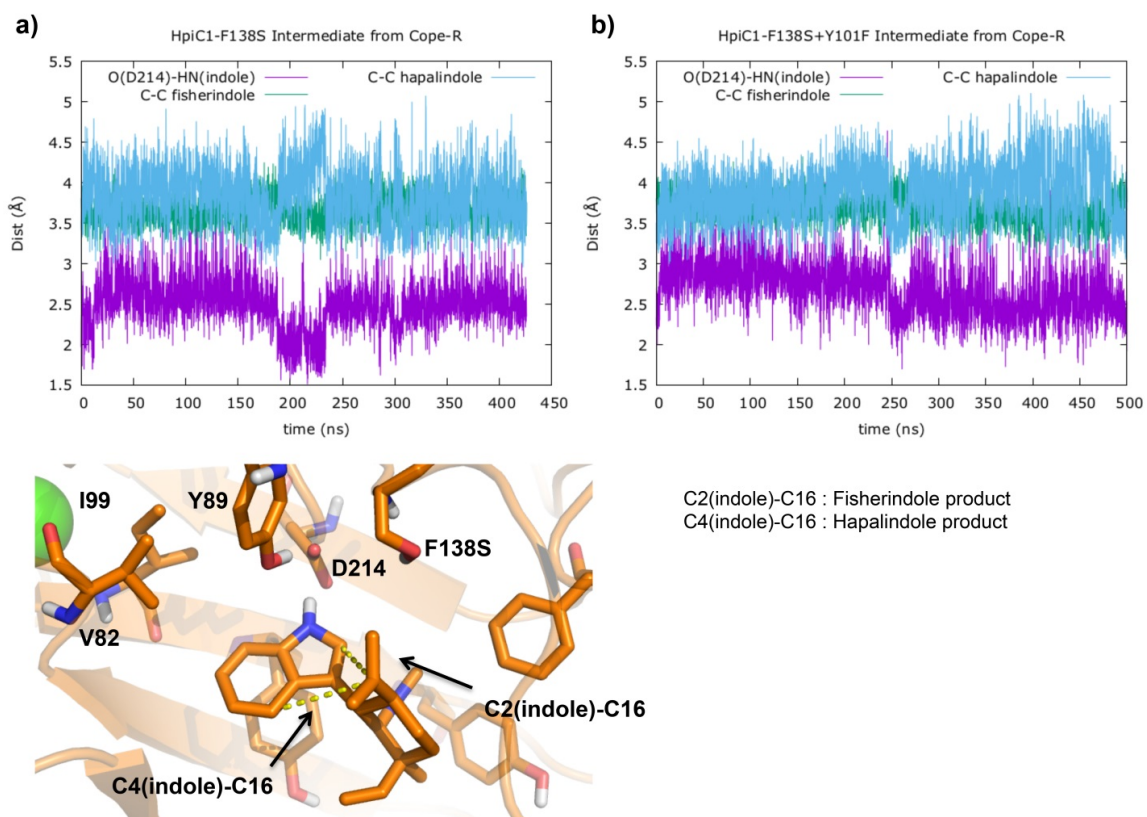 a)
HpiC1-F138S Intermediate from Cope-R
O(D214)-HN(indole)
C-C fisherindole
C-C hapalindole
5.5
5
4.5
4
3.5
3
2.5
2
1.5
Dist (Å)
0 50 100 150 200 250 300 350 400 450
time (ns)
b)
HpiC1-F138S+Y101F Intermediate from Cope-R
O(D214)-HN(indole)
C-C fisherindole
C-C hapalindole
5.5
5
4.5
4
3.5
3
2.5
2
1.5
Dist (Å)
0 50 100 150 200 250 300 350 400 450 500
time (ns)
I99
Y89
F138S
D214
V82
C2(indole)-C16
C4(indole)-C16
C2(indole)-C16 : Fisherindole product
C4(indole)-C16 : Hapalindole product